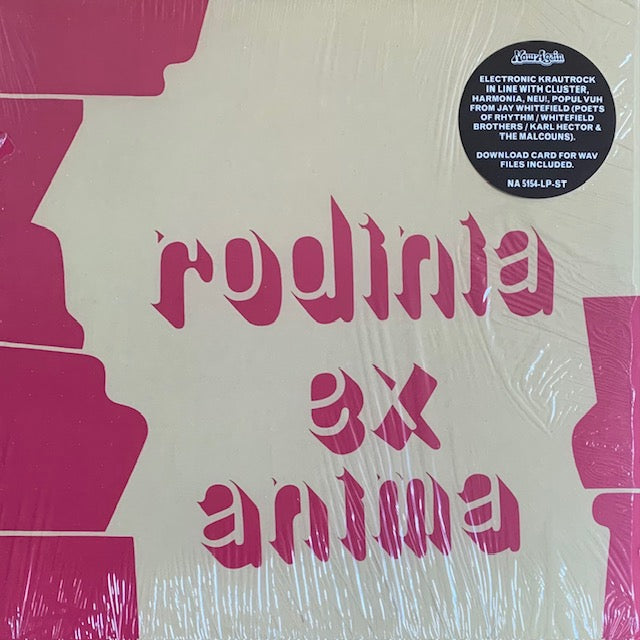 Now-Again
ELECTRONIC KRAUTROCK
IN LINE WITH CLUSTER,
HARMONIA, NEU!, POPUL VUH
FROM JAY WHITEFIELD (POETS
OF RHYTHM / WHITEFIELD
BROTHERS / KARL HECTOR &
THE MALCOUNS).
DOWNLOAD CARD FOR WAV
FILES INCLUDED.
NA 5154-LP-ST
rodinia
ex
anima